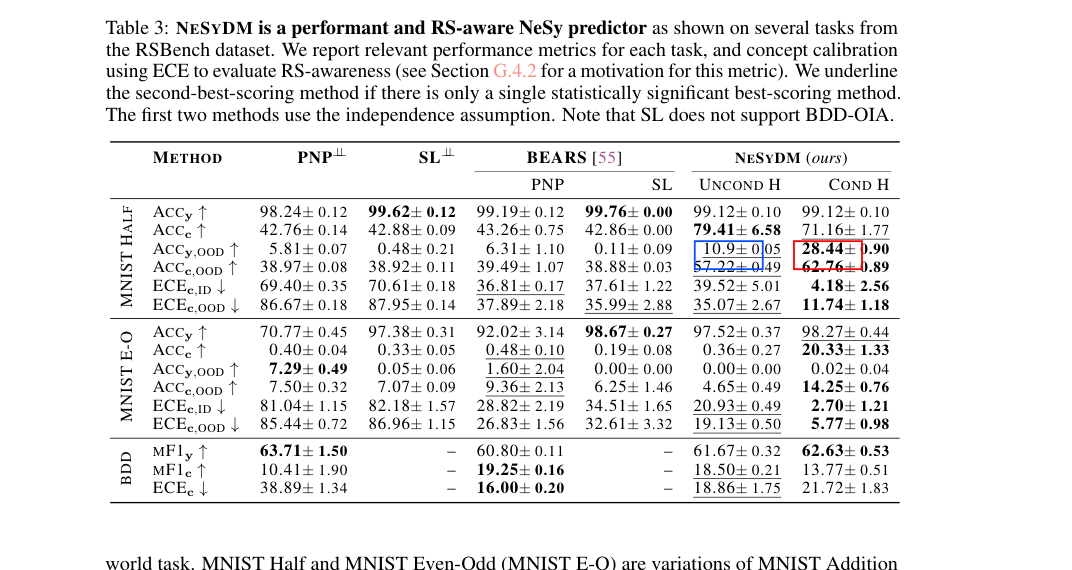 Table 3: NESYDM is a performant and RS-aware NeSy predictor as shown on several tasks from
the RSBench dataset. We report relevant performance metrics for each task, and concept calibration
using ECE to evaluate RS-awareness (see Section G.4.2 for a motivation for this metric). We underline
the second-best-scoring method if there is only a single statistically significant best-scoring method.
The first two methods use the independence assumption. Note that SL does not support BDD-OIA.
METHOD PNP⊥⊥ SL⊥⊥ BEARS [55] NESYDM (ours)
PNP SL UNCOND H COND H
MNIST HALF
ACCy ↑ 98.24± 0.12 99.62± 0.12 99.19± 0.12 99.76± 0.00 99.12± 0.10 99.12± 0.10
ACCc ↑ 42.76± 0.14 42.88± 0.09 43.26± 0.75 42.86± 0.00 79.41± 6.58 71.16± 1.77
ACCy,OOD ↑ 5.81± 0.07 0.48± 0.21 6.31± 1.10 0.11± 0.09 10.9± 0.05 28.44± 0.90
ACCc,OOD ↑ 38.97± 0.08 38.92± 0.11 39.49± 1.07 38.88± 0.03 57.22± 0.49 62.76± 0.89
ECEc,ID ↓ 69.40± 0.35 70.61± 0.18 36.81± 0.17 37.61± 1.22 39.52± 5.01 4.18± 2.56
ECEc,OOD ↓ 86.67± 0.18 87.95± 0.14 37.89± 2.18 35.99± 2.88 35.07± 2.67 11.74± 1.18
MNIST E-O
ACCy ↑ 70.77± 0.45 97.38± 0.31 92.02± 3.14 98.67± 0.27 97.52± 0.37 98.27± 0.44
ACCc ↑ 0.40± 0.04 0.33± 0.05 0.48± 0.10 0.19± 0.08 0.36± 0.27 20.33± 1.33
ACCy,OOD ↑ 7.29± 0.49 0.05± 0.06 1.60± 2.04 0.00± 0.00 0.00± 0.00 0.02± 0.04
ACCc,OOD ↑ 7.50± 0.32 7.07± 0.09 9.36± 2.13 6.25± 1.46 4.65± 0.49 14.25± 0.76
ECEc,ID ↓ 81.04± 1.15 82.18± 1.57 28.82± 2.19 34.51± 1.65 20.93± 0.49 2.70± 1.21
ECEc,OOD ↓ 85.44± 0.72 86.96± 1.15 26.83± 1.56 32.61± 3.32 19.13± 0.50 5.77± 0.98
BDD
MF1y ↑ 63.71± 1.50 – 60.80± 0.11 – 61.67± 0.32 62.63± 0.53
MF1c ↑ 10.41± 1.90 – 19.25± 0.16 – 18.50± 0.21 13.77± 0.51
ECEc ↓ 38.89± 1.34 – 16.00± 0.20 – 18.86± 1.75 21.72± 1.83
world task. MNIST Half and MNIST Even-Odd (MNIST E-O) are variations of MNIST Addition